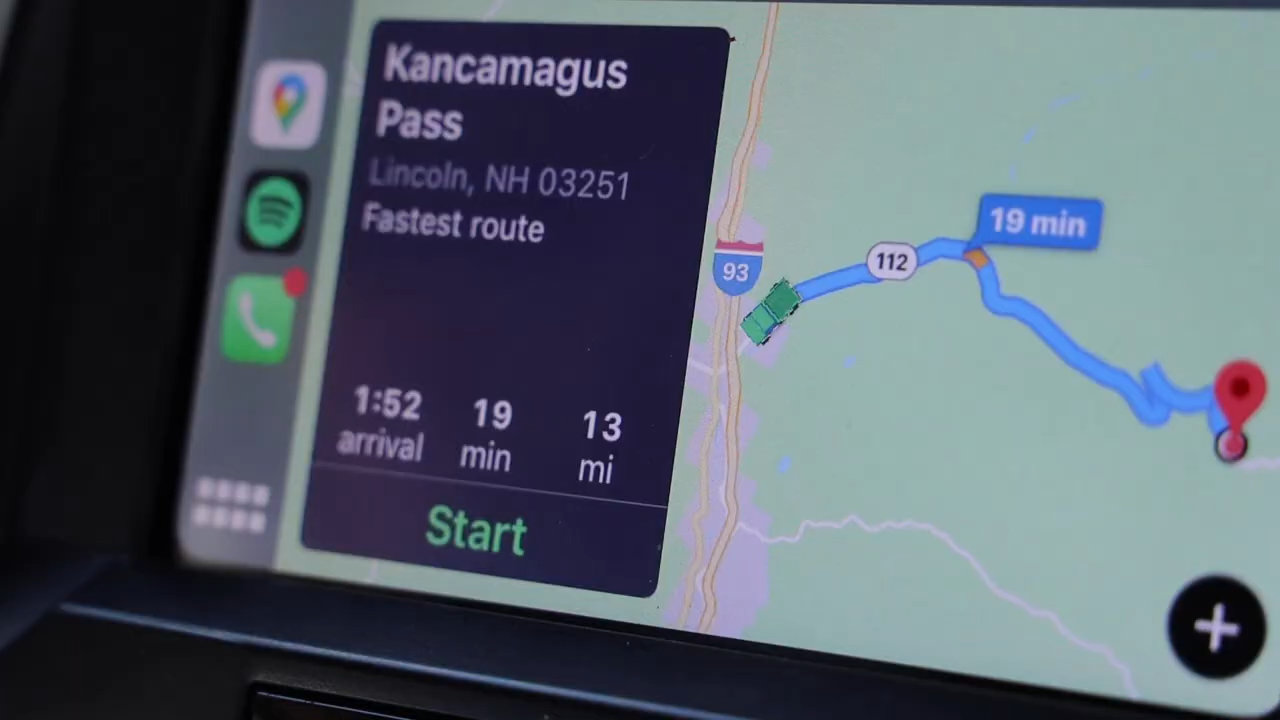 Kancamagus
Pass
Lincoln, NH 03251
Fastest route
1:52 19 13
arrival min mi
Start
93
112
19 min